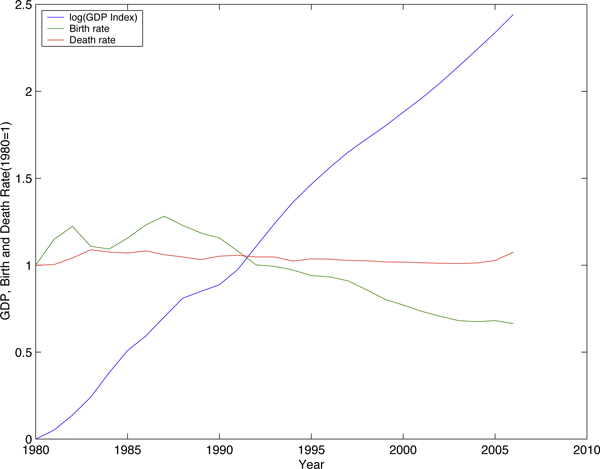 log(GDP Index)
Birth rate
Death rate
GDP, Birth and Death Rate(1980=1)
2.5
2
1.5
1
0.5
0
1980 1985 1990 1995 2000 2005 2010
Year